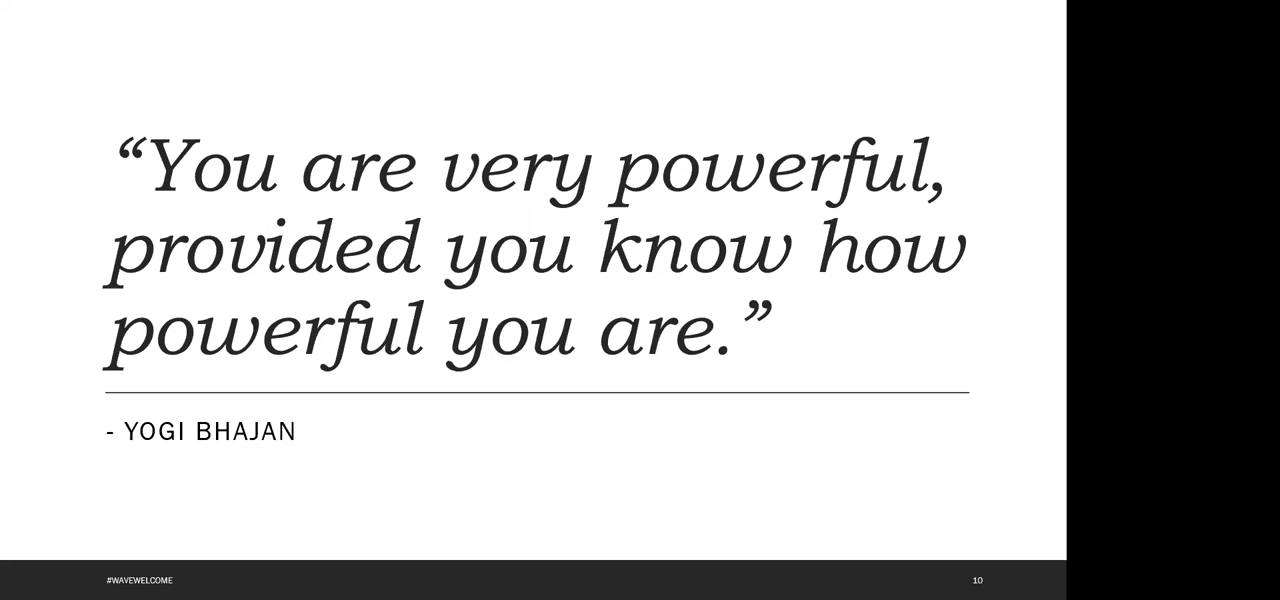 “You are very powerful,
provided you know how
powerful you are.”
- YOGI BHAJAN
#WAVEWELCOME
10